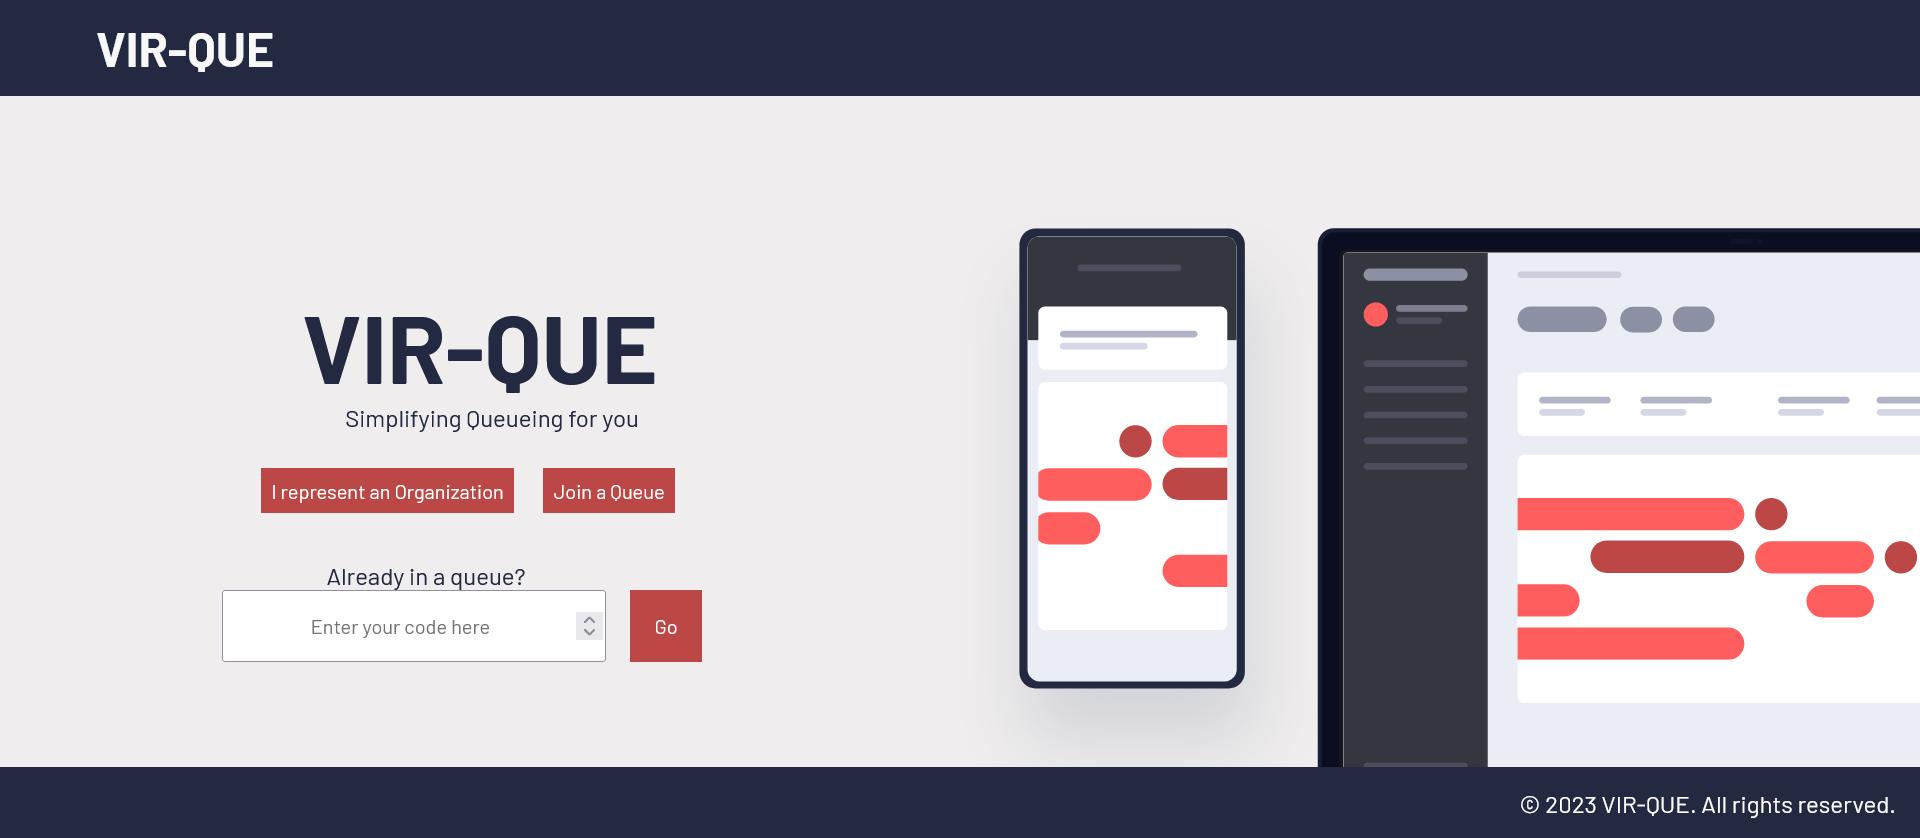 VIR-QUE
VIR-QUE
Simplifying Queueing for you
I represent an Organization
Join a Queue
Already in a queue?
Enter your code here
Go
© 2023 VIR-QUE. All rights reserved.